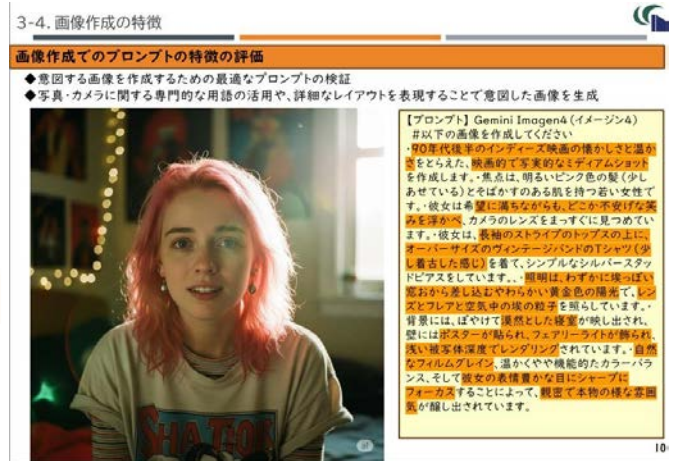 3-4. 画像作成の特徴
画像作成でのプロンプトの特徴の評価
◆意図する画像を作成するための最適なプロンプトの検証
◆写真・カメラに関する専門的な用語の活用や、詳細なレイアウトを表現することで意図した画像を生成
【プロンプト】Gemini Imagen4(イメージン4)
#以下の画像を作成してください
・90年代後半のインディーズ映画の懐かしさと温か
さをとらえた、映画的で写実的なミディアムショット
を作成します。・焦点は、明るいピンク色の髪(少し
あせている)とそばかすのある肌を持つ若い女性で
す。・彼女は希望に満ちながらも、どこか不安げな笑
みを浮かべ、カメラのレンズをまっすぐに見つめてい
ます。・彼女は、長袖のストライプのトップスの上に、
オーバーサイズのヴィンテージバンドのTシャツ(少
し着古した感じ)を着て、シンプルなシルバースタッ
ドピアスをしています。、・照明は、わずかに埃っぽい
窓おから差し込むやわらかい黄金色の陽光で、レン
ズとフレアと空気中の埃の粒子を照らしています。・
背景には、ぼやけて漠然とした寝室が映し出され、
壁にはポスターが貼られ、フェアリーライトが飾られ、
浅い被写体深度でレンダリングされています。・自然
なフィルムグレイン、温かくやや機能的なカラーバラ
ンス、そして彼女の表情豊かな目にシャープに
フォーカスすることによって、親密で本物の様な雰囲
気が醸し出されています。
10